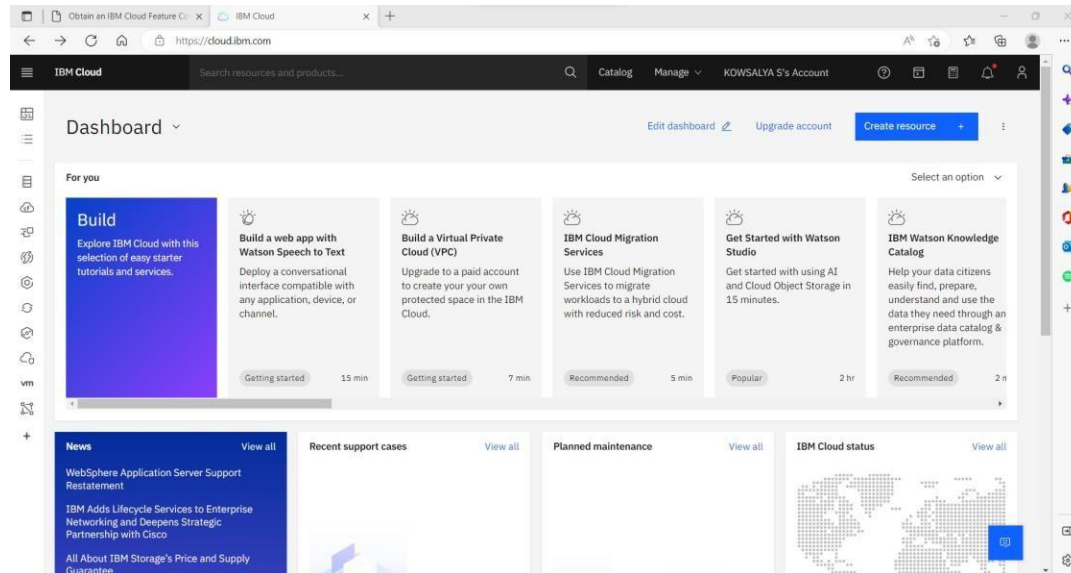 Obtain an IBM Cloud Feature Co
IBM Cloud
https://cloud.ibm.com
IBM Cloud
Search resources and products...
Catalog
Manage
KOWSALYA S's Account
Dashboard
Edit dashboard
Upgrade account
Create resource +
For you
Select an option
Build
Explore IBM Cloud with this
selection of easy starter
tutorials and services.
Build a web app with
Watson Speech to Text
Deploy a conversational
interface compatible with
any application, device, or
channel.
Getting started 15 min
Build a Virtual Private
Cloud (VPC)
Upgrade to a paid account
to create your your own
protected space in the IBM
Cloud.
Getting started 7 min
IBM Cloud Migration
Services
Use IBM Cloud Migration
Services to migrate
workloads to a hybrid cloud
with reduced risk and cost.
Recommended 5 min
Get Started with Watson
Studio
Get started with using AI
and Cloud Object Storage in
15 minutes.
Popular 2 hr
IBM Watson Knowledge
Catalog
Help your data citizens
easily find, prepare,
understand and use the
data they need through an
enterprise data catalog &
governance platform.
Recommended 2
vm
News View all
WebSphere Application Server Support
Restatement
IBM Adds Lifecycle Services to Enterprise
Networking and Deepens Strategic
Partnership with Cisco
All About IBM Storage's Price and Supply
Guarantee
Recent support cases View all
Planned maintenance View all
IBM Cloud status View all